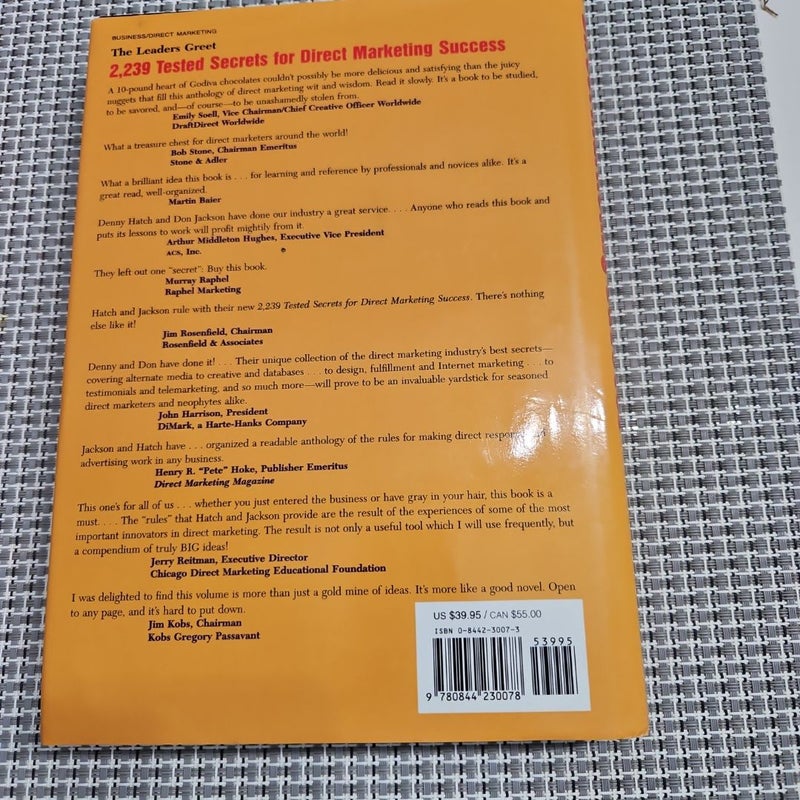 BUSINESS/DIRECT MARKETING
The Leaders Greet
2,239 Tested Secrets for Direct Marketing Success
A 10-pound heart of Godiva chocolates couldn't possibly be more delicious and satisfying than the juicy
nuggets that fill this anthology of direct marketing wit and wisdom. Read it slowly. It's a book to be studied,
to be savored, and—of course—to be unashamedly stolen from.
Emily Soell, Vice Chairman/Chief Creative Officer Worldwide
DraftDirect Worldwide
What a treasure chest for direct marketers around the world!
Bob Stone, Chairman Emeritus
Stone & Adler
What a brilliant idea this book is . . . for learning and reference by professionals and novices alike. It's a
great read, well-organized.
Martin Baier
Denny Hatch and Don Jackson have done our industry a great service. . . . Anyone who reads this book and
puts its lessons to work will profit mightily from it.
Arthur Middleton Hughes, Executive Vice President
ACS, Inc.
They left out one "secret": Buy this book.
Murray Raphel
Raphel Marketing
Hatch and Jackson rule with their new 2,239 Tested Secrets for Direct Marketing Success. There's nothing
else like it!
Jim Rosenfield, Chairman
Rosenfield & Associates
Denny and Don have done it! . . . Their unique collection of the direct marketing industry's best secrets—
covering alternate media to creative and databases . . . to design, fulfillment and Internet marketing . . . to
testimonials and telemarketing, and so much more—will prove to be an invaluable yardstick for seasoned
direct marketers and neophytes alike.
John Harrison, President
DiMark, a Harte-Hanks Company
Jackson and Hatch have . . . organized a readable anthology of the rules for making direct
advertising work in any business.
Henry R. "Pete" Hoke, Publisher Emeritus
Direct Marketing Magazine
This one's for all of us . . . whether you just entered the business or have gray in your hair, this book is a
must. . . . The "rules" that Hatch and Jackson provide are the result of the experiences of some of the most
important innovators in direct marketing. The result is not only a useful tool which I will use frequently, but
a compendium of truly BIG ideas!
Jerry Reitman, Executive Director
Chicago Direct Marketing Educational Foundation
I was delighted to find this volume is more than just a gold mine of ideas. It's more like a good novel. Open
to any page, and it's hard to put down.
Jim Kobs, Chairman
Kobs Gregory Passavant
US $39.95 / CAN $55.00
ISBN 0-8442-3007-3
53995
9 780844 230078